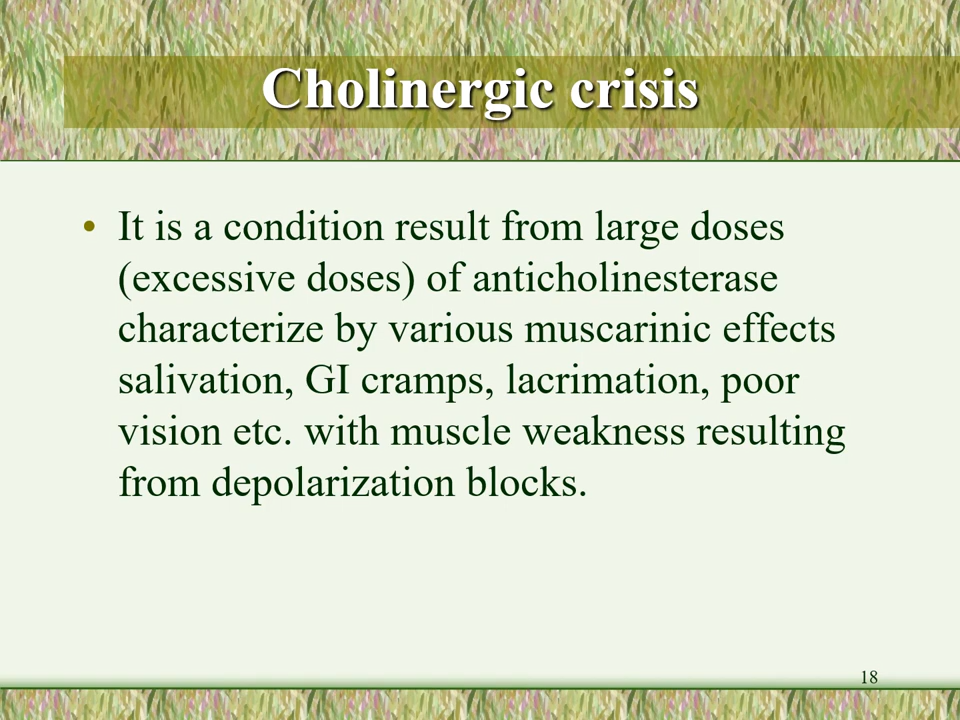 Cholinergic crisis
• It is a condition result from large doses
(excessive doses) of anticholinesterase
characterize by various muscarinic effects
salivation, GI cramps, lacrimation, poor
vision etc. with muscle weakness resulting
from depolarization blocks.
18